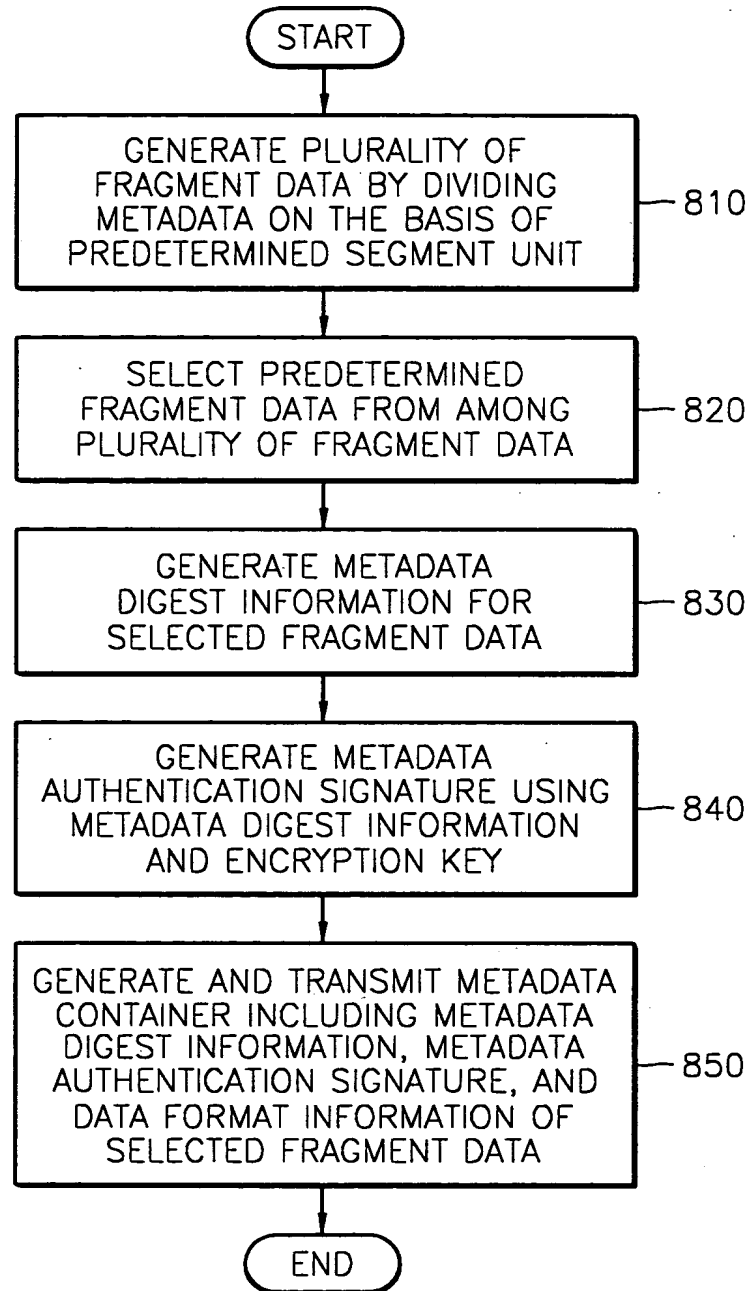 START
GENERATE PLURALITY OF
FRAGMENT DATA BY DIVIDING
METADATA ON THE BASIS OF
PREDETERMINED SEGMENT UNIT
810
SELECT PREDETERMINED
FRAGMENT DATA FROM AMONG
PLURALITY OF FRAGMENT DATA
820
GENERATE METADATA
DIGEST INFORMATION FOR
SELECTED FRAGMENT DATA
830
GENERATE METADATA
AUTHENTICATION SIGNATURE USING
METADATA DIGEST INFORMATION
AND ENCRYPTION KEY
840
GENERATE AND TRANSMIT METADATA
CONTAINER INCLUDING METADATA
DIGEST INFORMATION, METADATA
AUTHENTICATION SIGNATURE, AND
DATA FORMAT INFORMATION OF
SELECTED FRAGMENT DATA
850
END